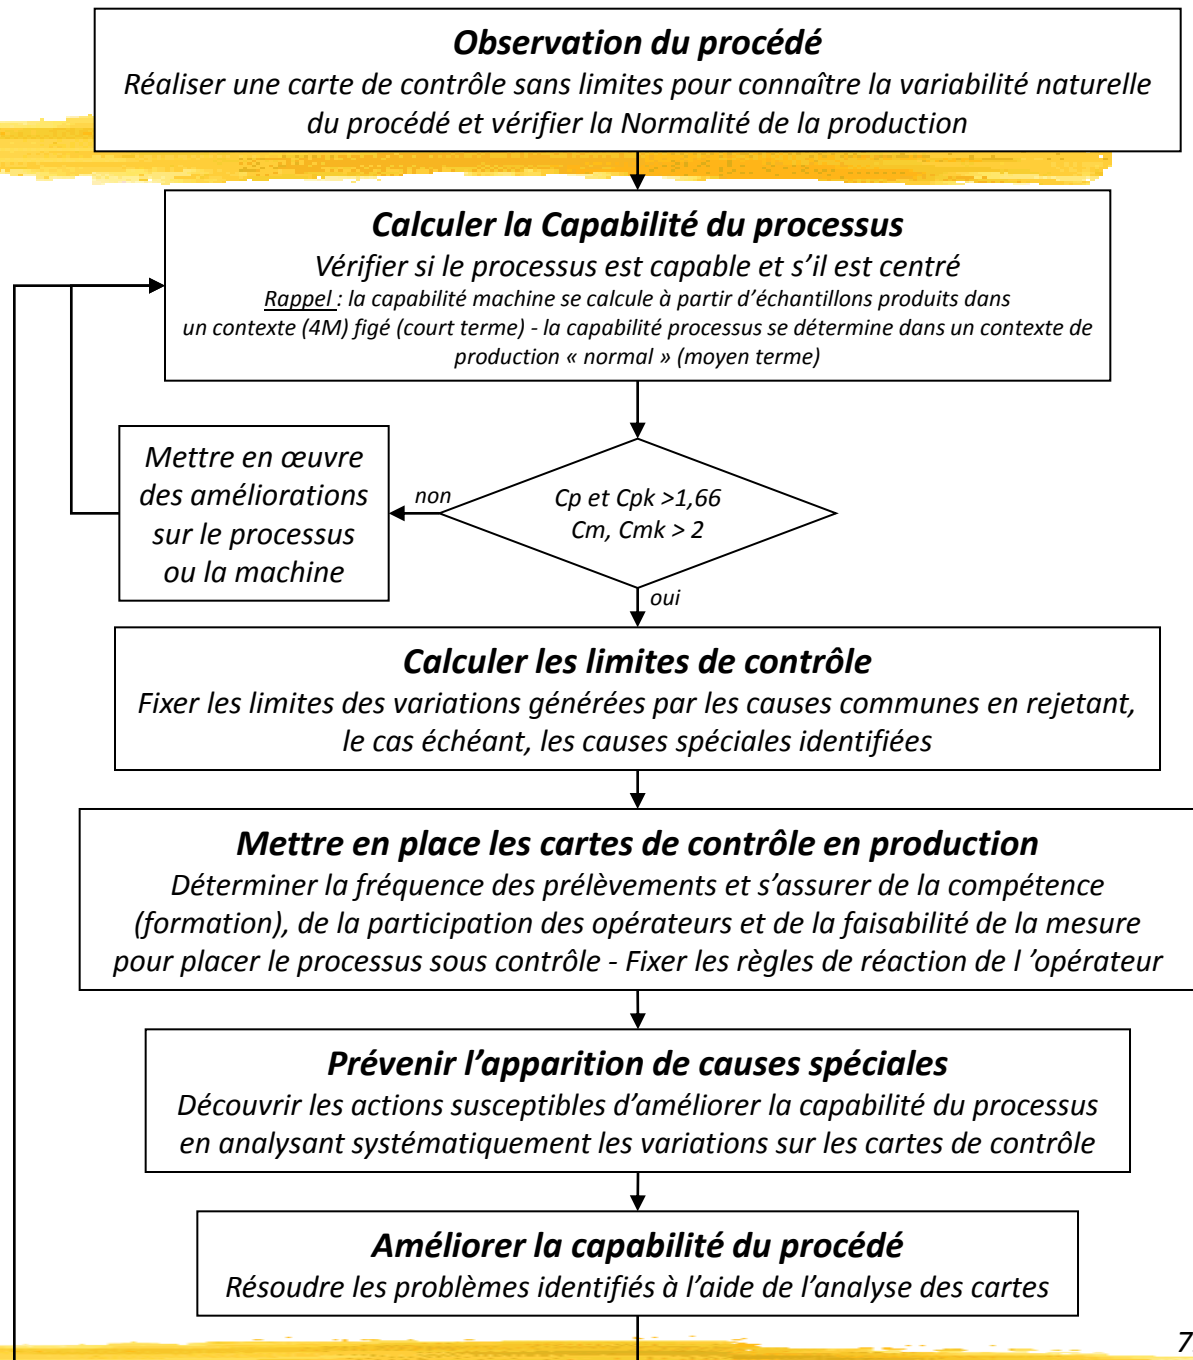 Observation du procédé
Réaliser une carte de contrôle sans limites pour connaître la variabilité naturelle
du procédé et vérifier la Normalité de la production
Calculer la Capabilité du processus
Vérifier si le processus est capable et s’il est centré
Rappel : la capabilité machine se calcule à partir d’échantillons produits dans
un contexte (4M) figé (court terme) - la capabilité processus se détermine dans un contexte de
production « normal » (moyen terme)
Mettre en œuvre
des améliorations
sur le processus
ou la machine
non
Cp et Cpk >1,66
Cm, Cmk > 2
oui
Calculer les limites de contrôle
Fixer les limites des variations générées par les causes communes en rejetant,
le cas échéant, les causes spéciales identifiées
Mettre en place les cartes de contrôle en production
Déterminer la fréquence des prélèvements et s’assurer de la compétence
(formation), de la participation des opérateurs et de la faisabilité de la mesure
pour placer le processus sous contrôle - Fixer les règles de réaction de l ’opérateur
Prévenir l’apparition de causes spéciales
Découvrir les actions susceptibles d’améliorer la capabilité du processus
en analysant systématiquement les variations sur les cartes de contrôle
Améliorer la capabilité du procédé
Résoudre les problèmes identifiés à l’aide de l’analyse des cartes
7